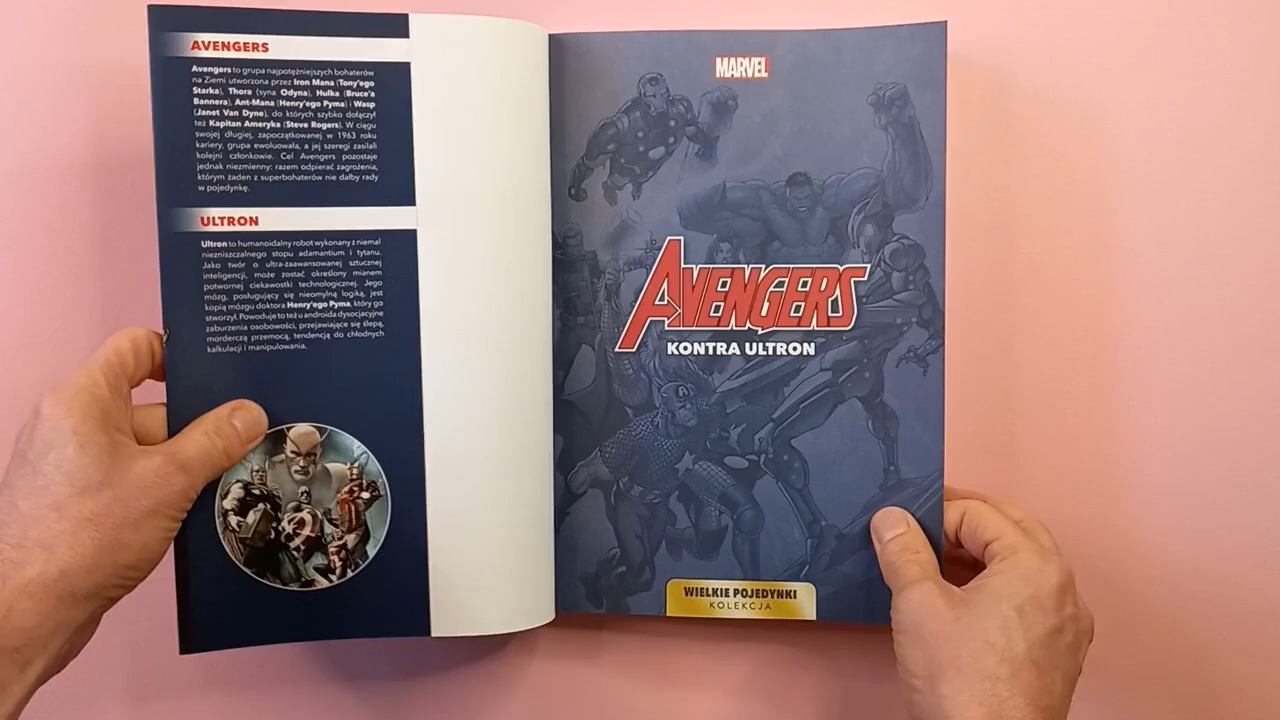 AVENGERS
Avengers to grupa najpotężniejszych bohaterów
na Ziemi utworzona przez Iron Mana (Tony'ego
Starka), Thora (syna Odyna), Hulka (Bruce'a
Bannera), Ant-Mana (Henry'ego Pyma) i Wasp
(Janet Van Dyne), do których szybko dołączył
też Kapitan Ameryka (Steve Rogers). W ciągu
swojej długiej, zapoczątkowanej w 1963 roku
kariery, grupa ewoluowała, a jej szeregi zasilali
kolejni członkowie. Cel Avengers pozostaje
jednak niezmienny: razem odpierać zagrożenia,
którym żaden z superbohaterów nie dałby rady
w pojedynkę.
ULTRON
Ultron to humanoidalny robot wykonany z niemal
niezniszczalnego stopu adamantium i tytanu.
Jako twór o ultra-zaawansowanej sztucznej
inteligencji, może zostać określony mianem
potwornej ciekawostki technologicznej. Jego
mózg, posługujący się nieomylną logiką, jest
kopią mózgu doktora Henry'ego Pyma, który go
stworzył. Powoduje to też u androida dysocjacyjne
zaburzenia osobowości, przejawiające się ślepą,
morderczą przemocą, tendencją do chłodnych
kalkulacji i manipulowania.
MARVEL
AVENGERS
KONTRA ULTRON
WIELKIE POJEDYNKI
KOLEKCJA